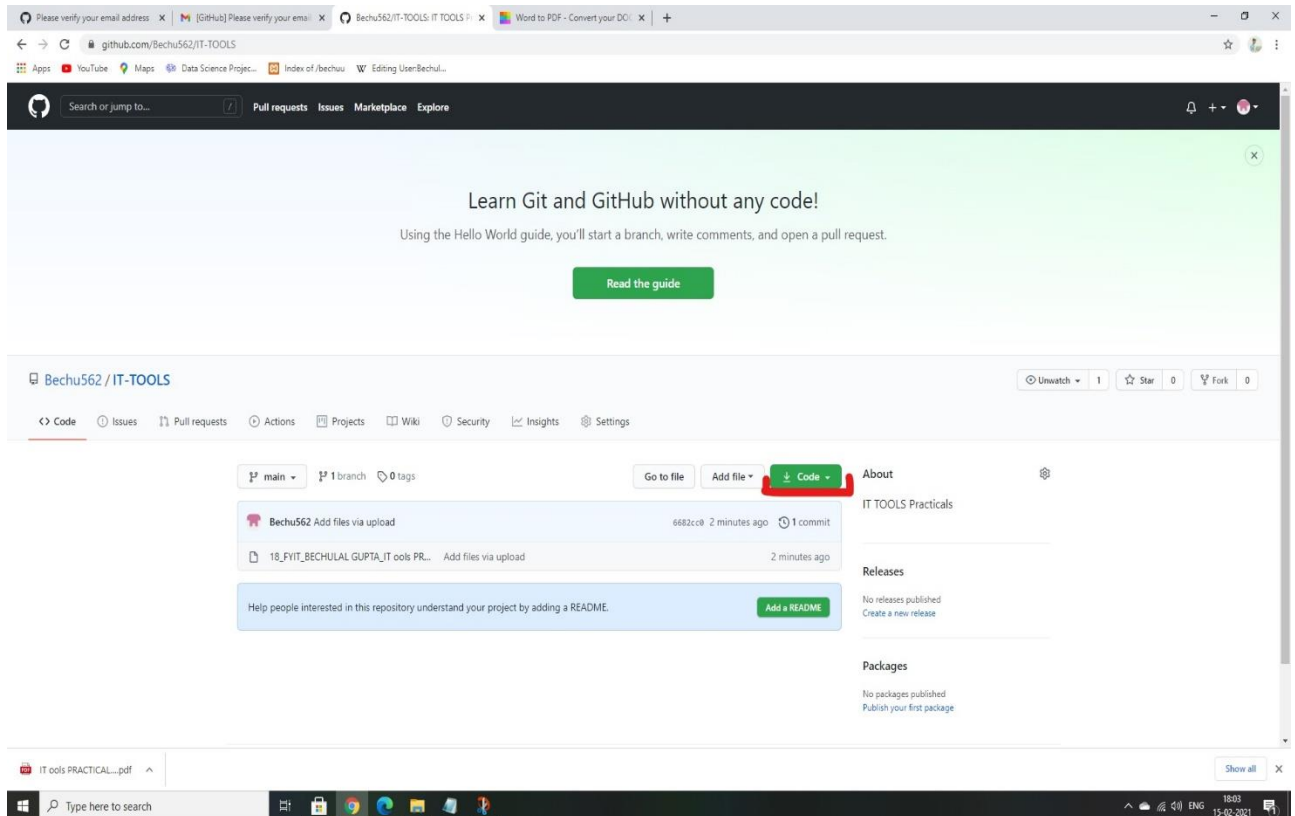 Please verify your email address
[GitHub] Please verify your email
Bechu562/IT-TOOLS: IT TOOLS P
Word to PDF - Convert your DOC
github.com/Bechu562/IT-TOOLS
Apps YouTube Maps Data Science Projec... Index of /bechuu Editing User:Bechul...
Search or jump to... / Pull requests Issues Marketplace Explore
Learn Git and GitHub without any code!
Using the Hello World guide, you'll start a branch, write comments, and open a pull request.
Read the guide
Bechu562 / IT-TOOLS
Unwatch 1 Star 0 Fork 0
Code Issues Pull requests Actions Projects Wiki Security Insights Settings
main 1 branch 0 tags Go to file Add file Code
About
IT TOOLS Practicals
Bechu562 Add files via upload 6682cc0 2 minutes ago 1 commit
18_FYIT_BECHULAL GUPTA_IT ools PR... Add files via upload 2 minutes ago
Help people interested in this repository understand your project by adding a README. Add a README
Releases
No releases published
Create a new release
Packages
No packages published
Publish your first package
IT ools PRACTICAL....pdf Show all
Type here to search
ENG
18:03
15-02-2021